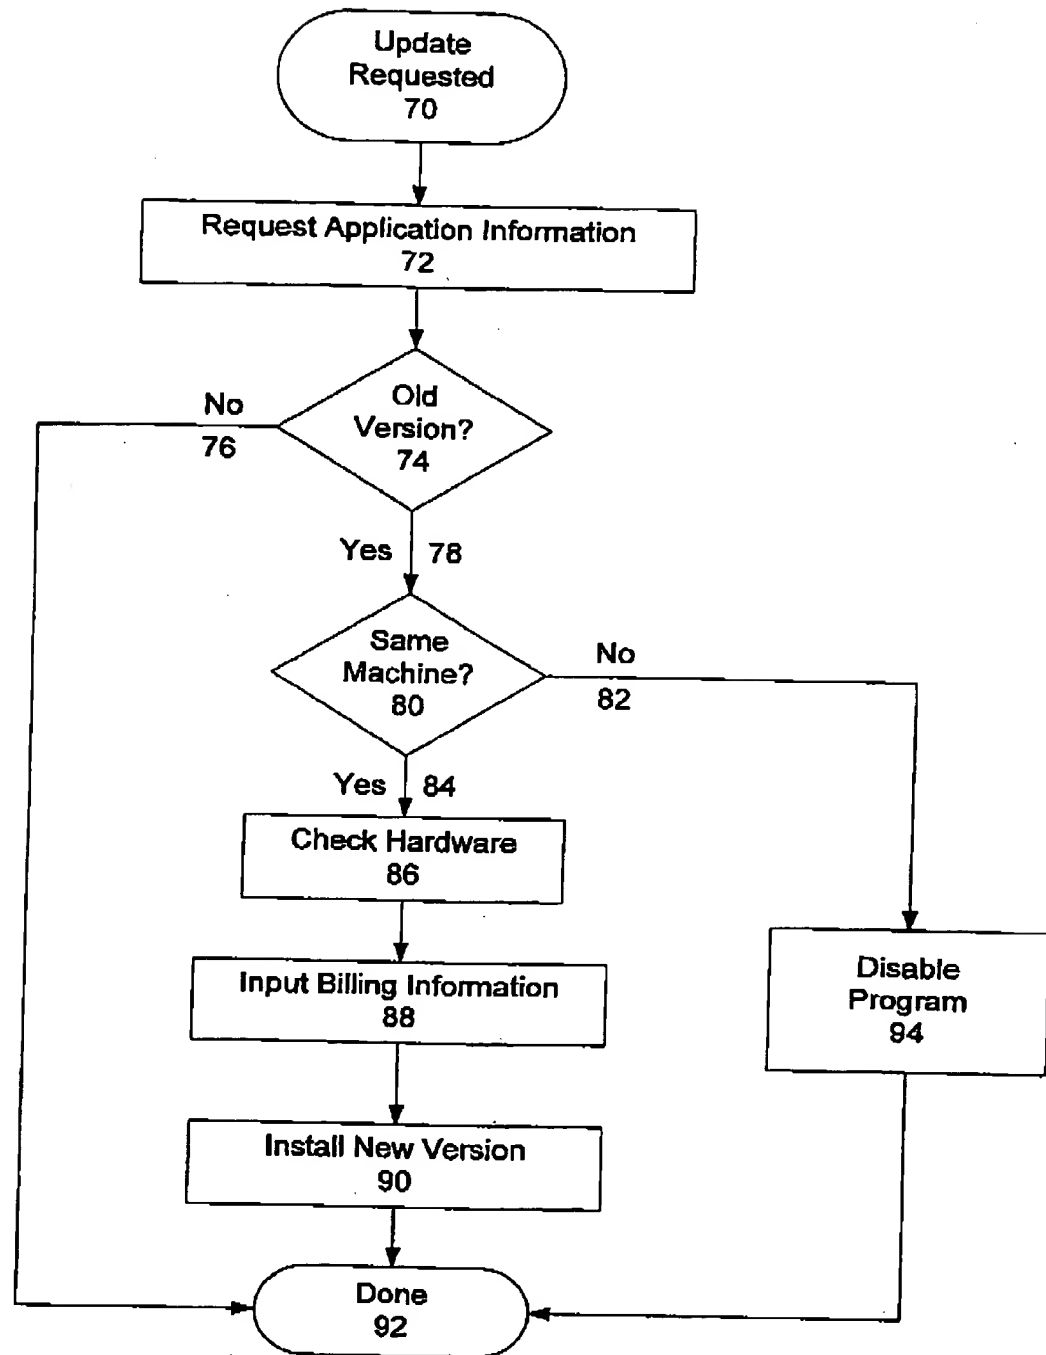 Update
Requested
70
Request Application Information
72
Old
Version?
74
No
76
Yes 78
Same
Machine?
80
No
82
Yes 84
Check Hardware
86
Input Billing Information
88
Disable
Program
94
Install New Version
90
Done
92